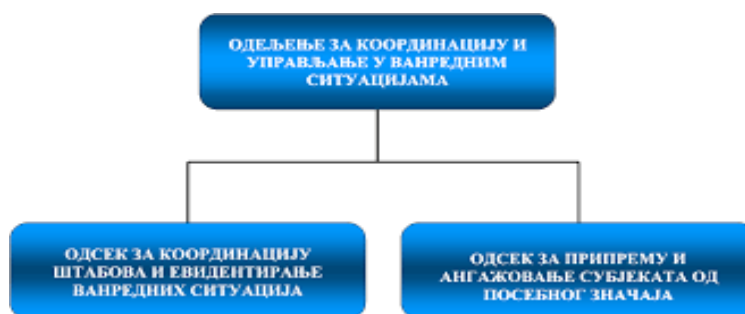 ОДЕЉЕЊЕ ЗА КООРДИНАЦИЈУ И
УПРАВЉАЊЕ У ВАНРЕДНИМ
СИТУАЦИЈАМА
ОДСЕК ЗА КООРДИНАЦИЈУ
ШТАБОВА И ЕВИДЕНТИРАЊЕ
ВАНРЕДНИХ СИТУАЦИЈА
ОДСЕК ЗА ПРИПРЕМУ И
АНГАЖОВАЊЕ СУБЈЕКАТА ОД
ПОСЕБНОГ ЗНАЧАЈА